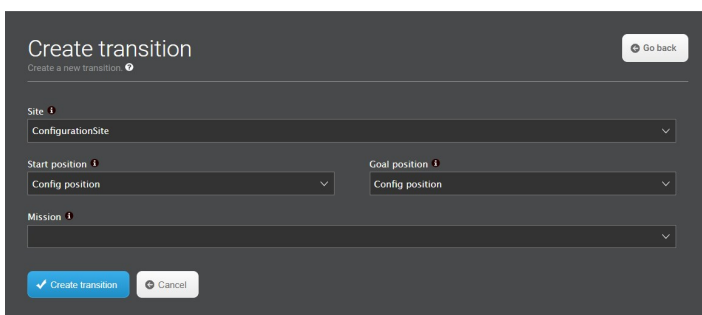 Create transition
Go back
Create a new transition.
Site
ConfigurationSite
Start position
Goal position
Config position
Config position
Mission
Create transition
Cancel